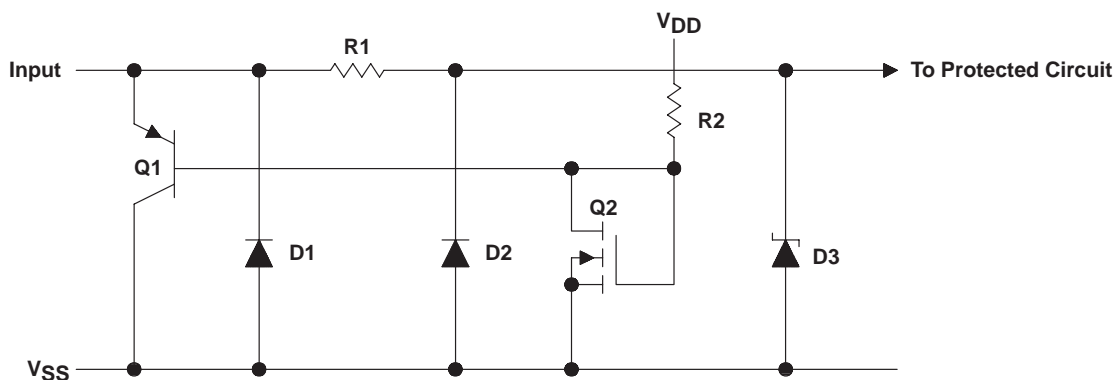 VDD
R1
Input
To Protected Circuit
R2
Q1
Q2
D1
D2
D3
VSS